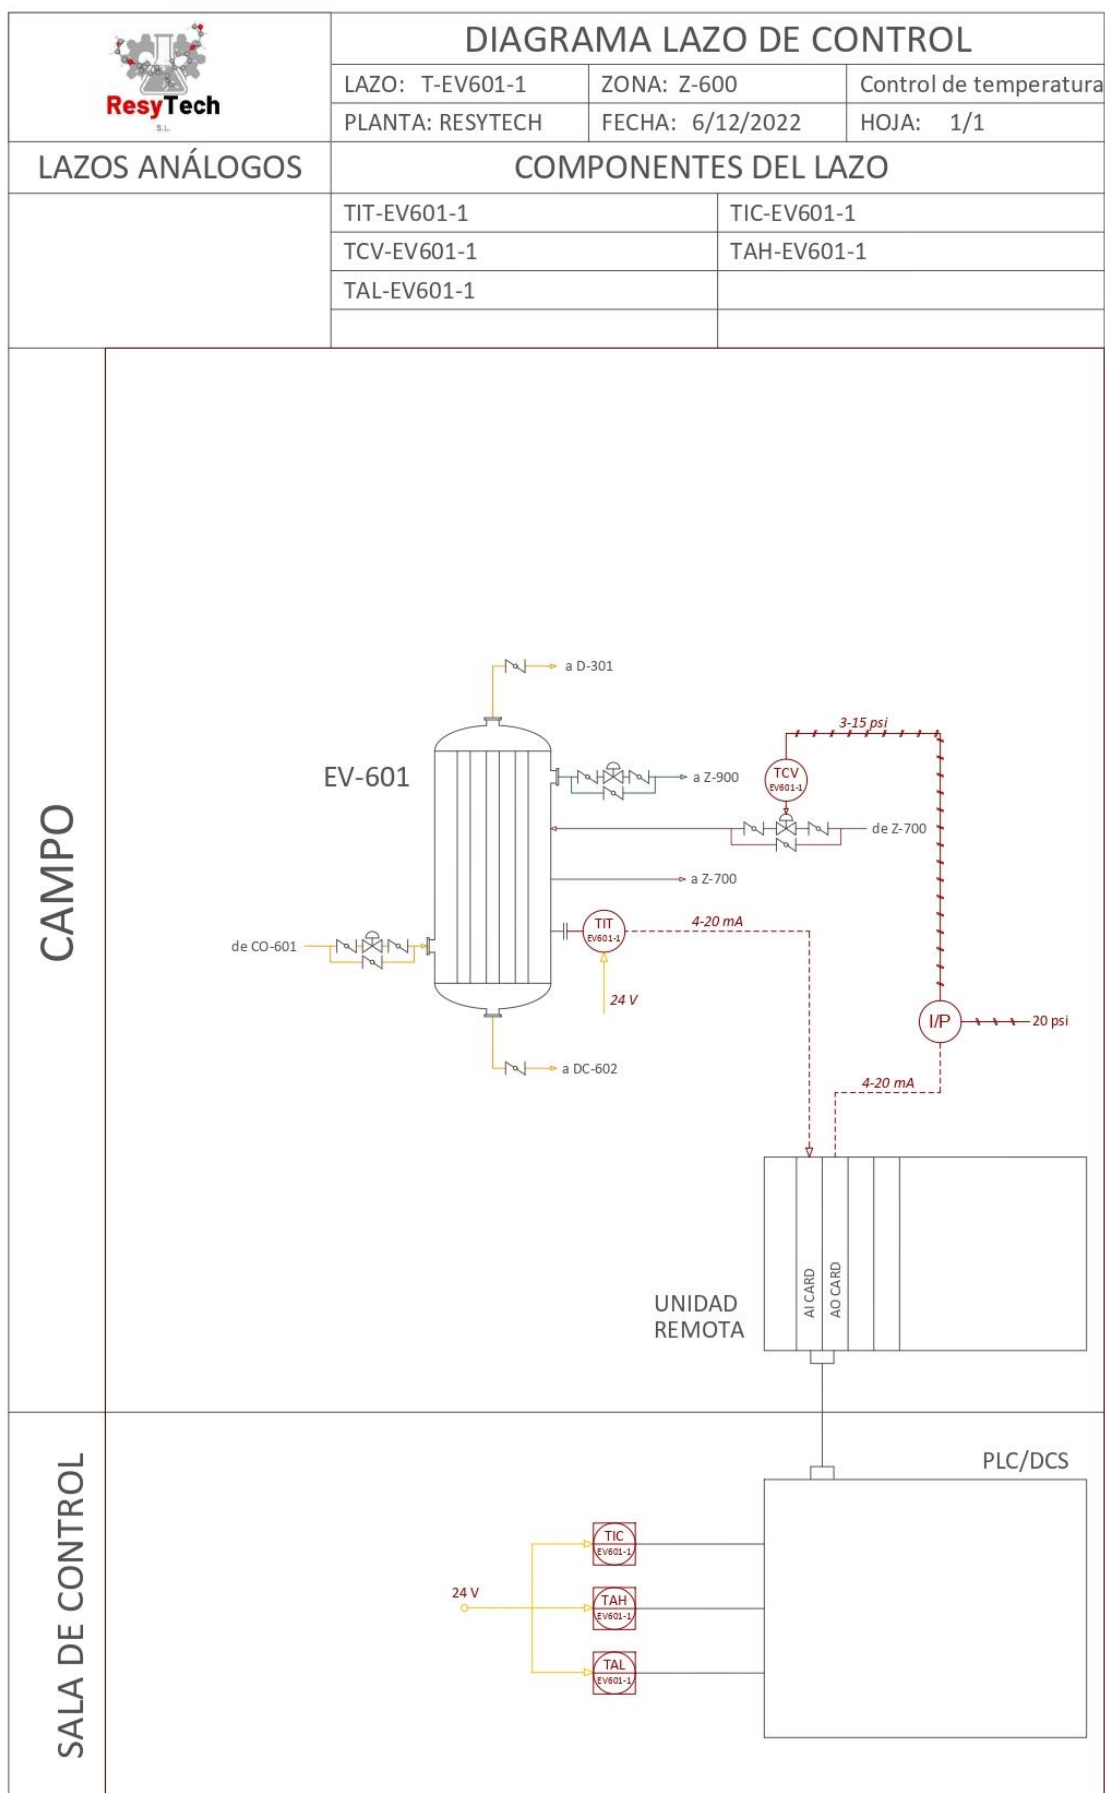 ResyTech
S.L.
DIAGRAMA LAZO DE CONTROL
LAZO: T-EV601-1
ZONA: Z-600
Control de temperatura
PLANTA: RESYTECH
FECHA: 6/12/2022
HOJA: 1/1
LAZOS ANÁLOGOS
COMPONENTES DEL LAZO
TIT-EV601-1
TIC-EV601-1
TCV-EV601-1
TAH-EV601-1
TAL-EV601-1
CAMPO
a D-301
3-15 psi
EV-601
a Z-900
TCV
EV601-1
de Z-700
a Z-700
TIT
EV601-1
4-20 mA
de CO-601
24 V
I/P
20 psi
a DC-602
4-20 mA
AI CARD
AO CARD
UNIDAD
REMOTA
SALA DE CONTROL
PLC/DCS
TIC
EV601-1
24 V
TAH
EV601-1
TAL
EV601-1